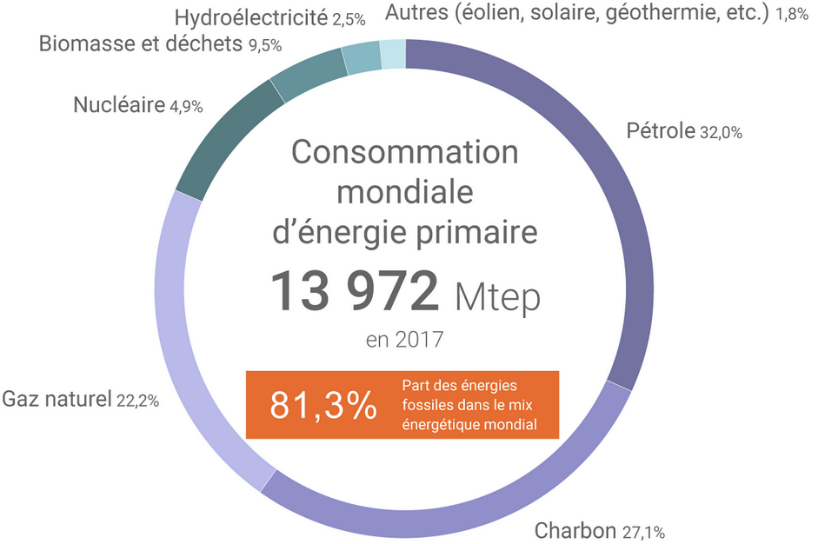 Hydroélectricité 2,5%
Autres (éolien, solaire, géothermie, etc.) 1,8%
Biomasse et déchets 9,5%
Nucléaire 4,9%
Pétrole 32,0%
Consommation
mondiale
d’énergie primaire
13 972 Mtep
en 2017
81,3%
Part des énergies
fossiles dans le mix
énergétique mondial
Gaz naturel 22,2%
Charbon 27,1%